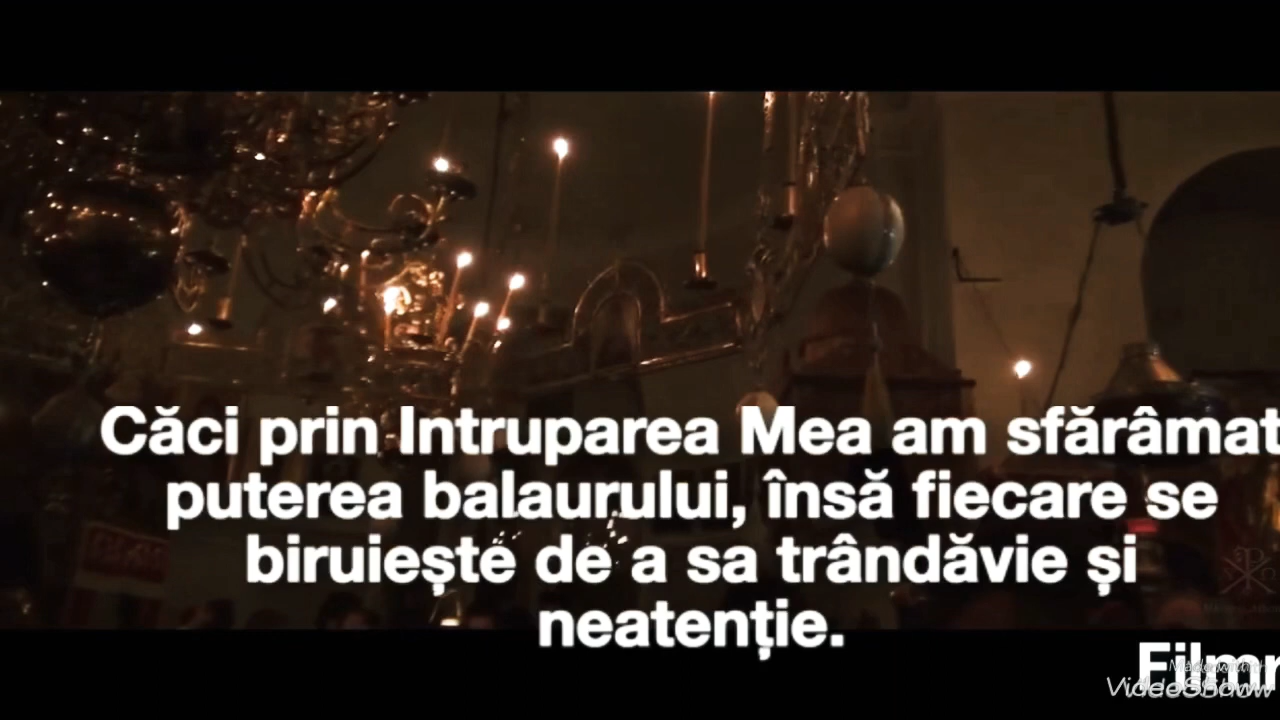 Căci prin Intruparea Mea am sfărâmat
puterea balaurului, însă fiecare se
biruiește de a sa trândăvie și
neatenție.
Filmr
VideoShow